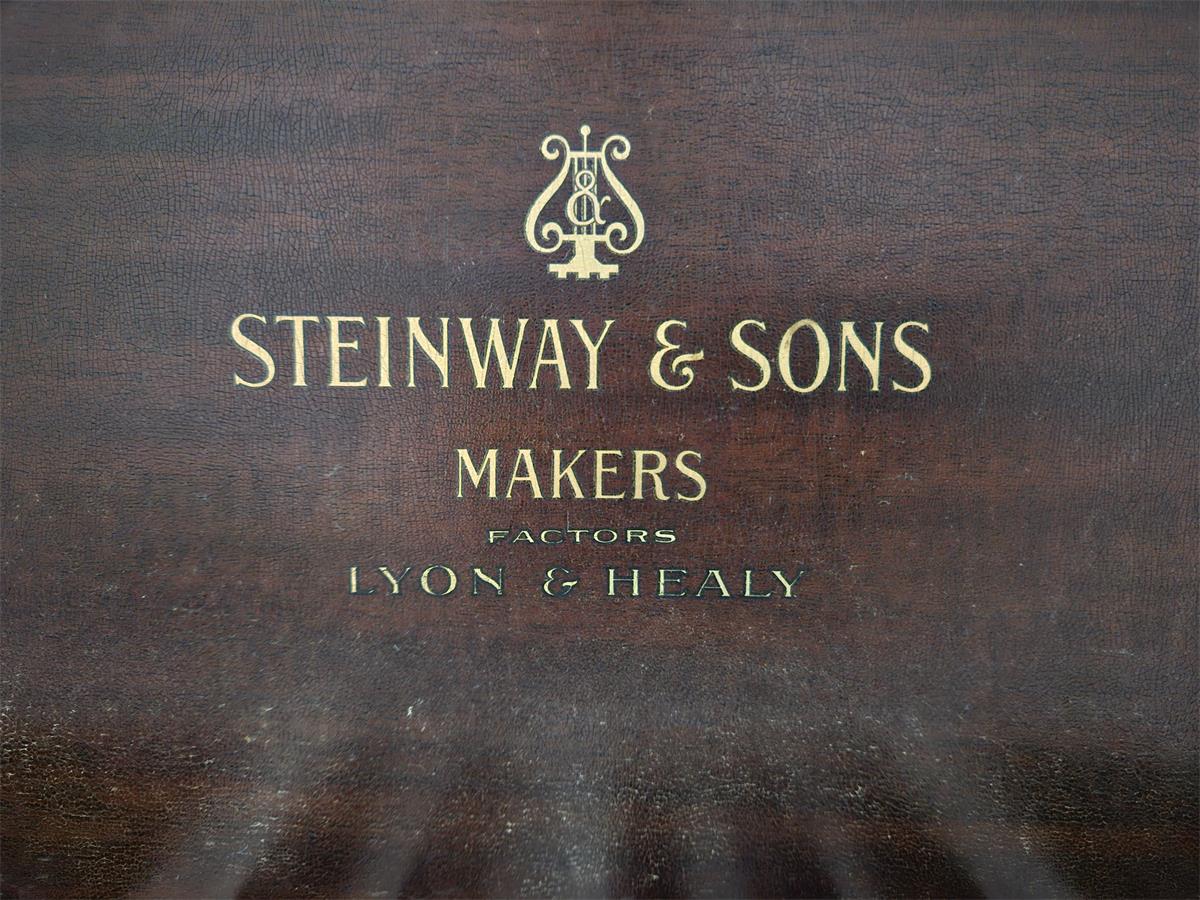 &
STEINWAY & SONS
MAKERS
FACTORS
LYON & HEALY